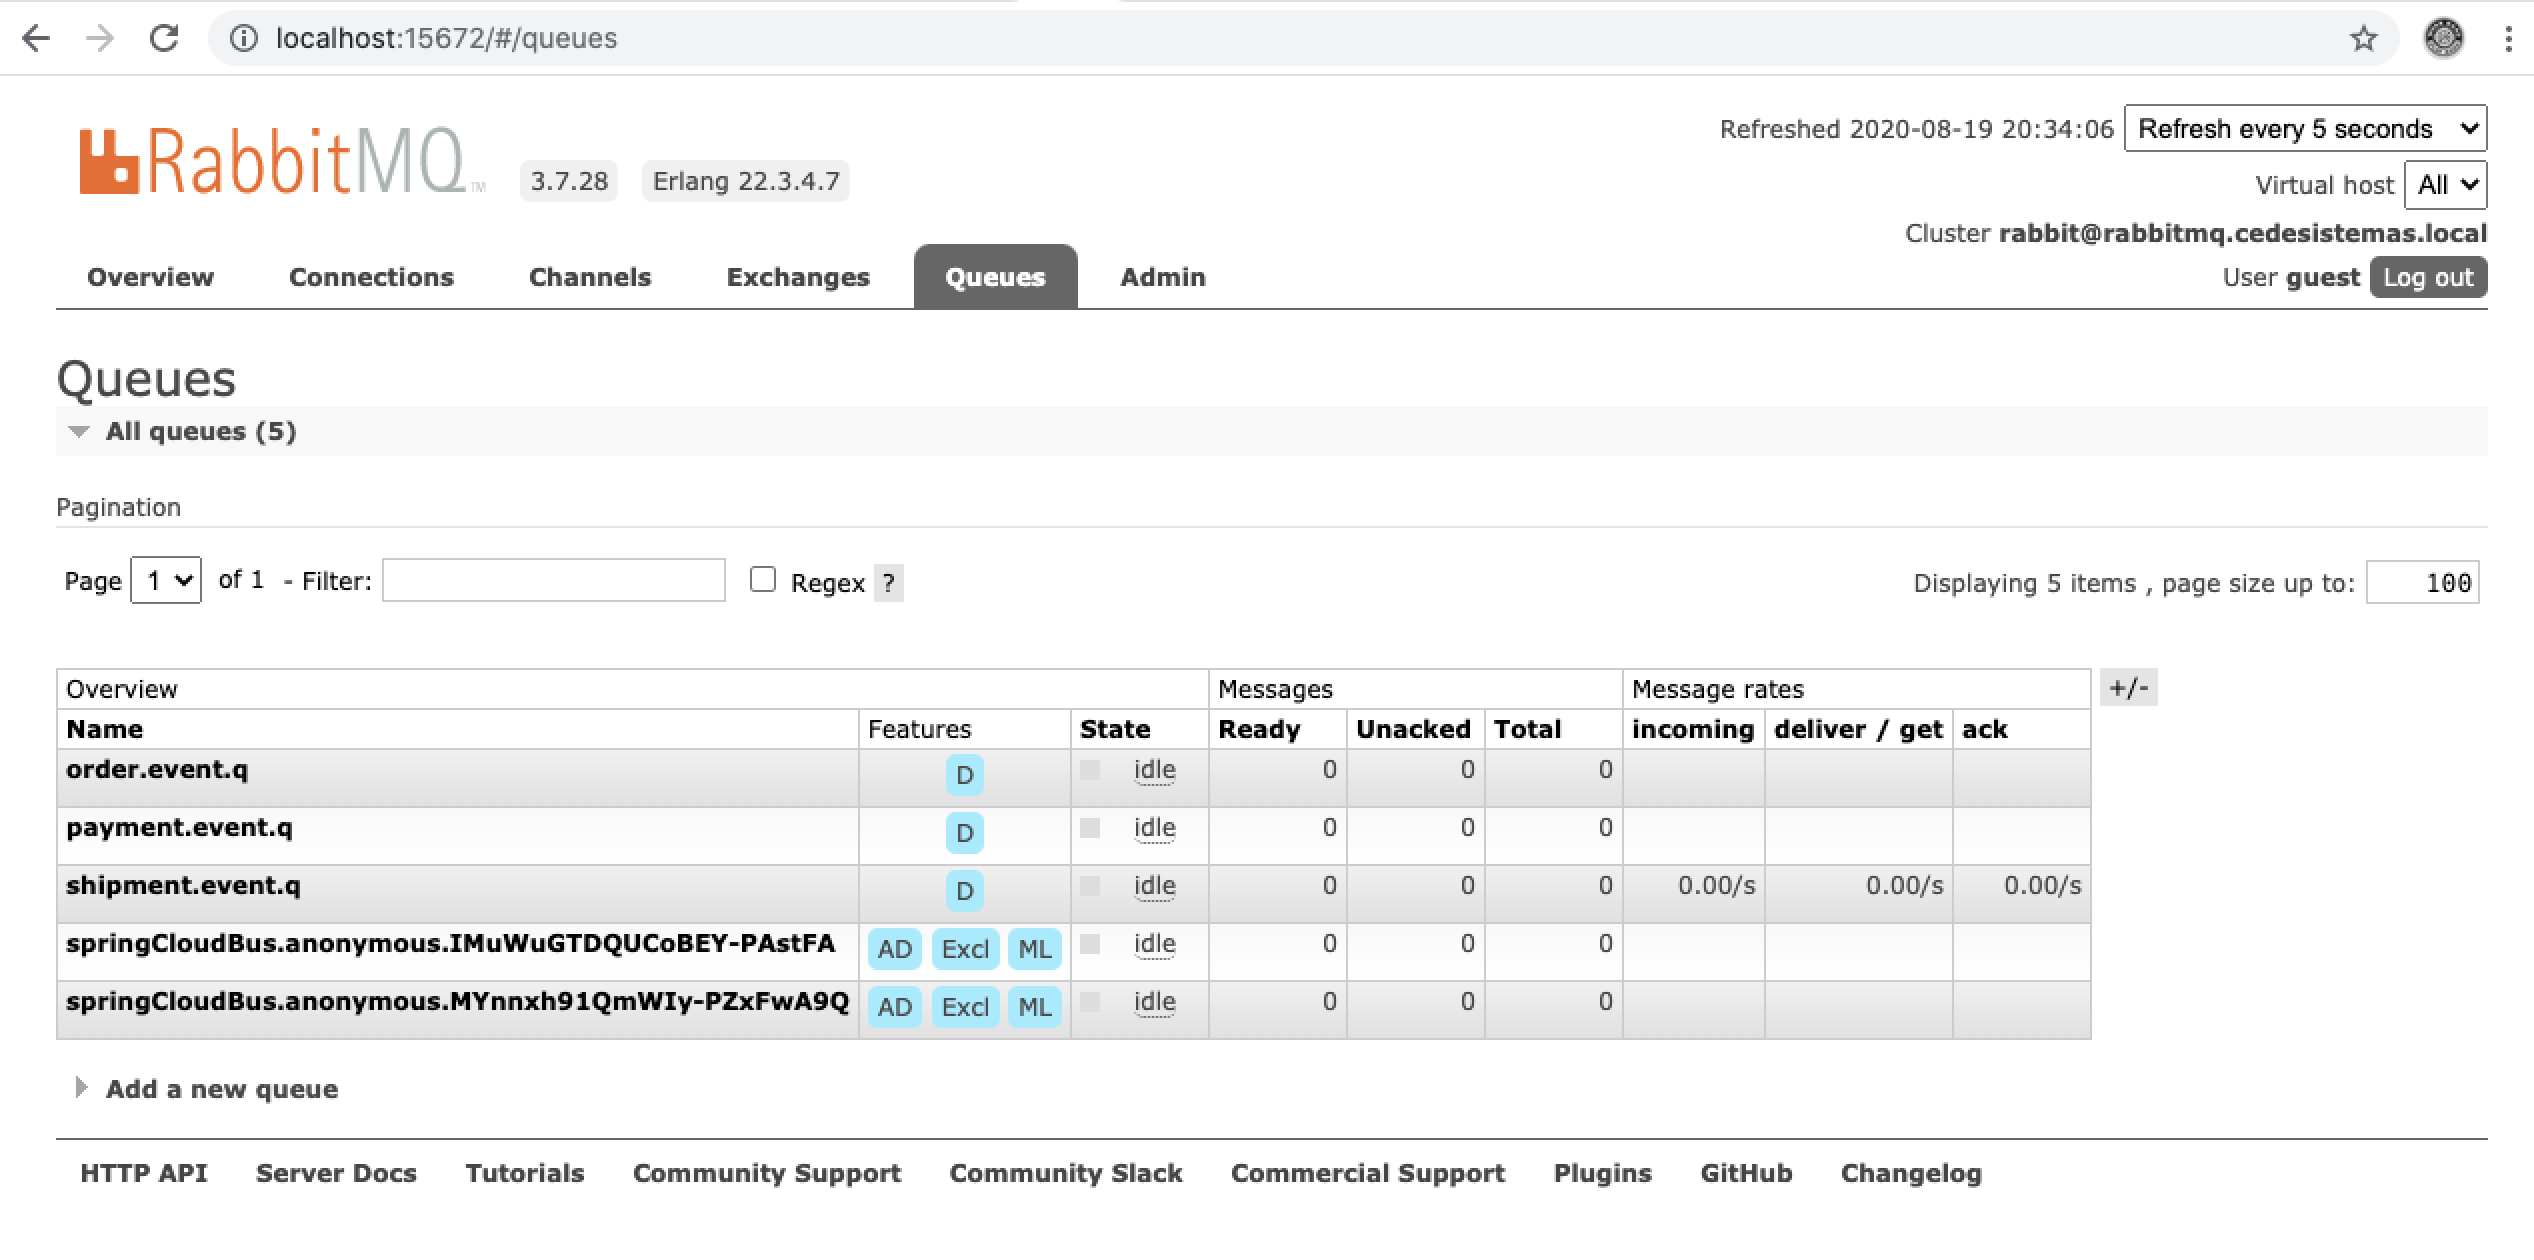 localhost:15672/#/queues
RabbitMQ TM 3.7.28 Erlang 22.3.4.7
Refreshed 2020-08-19 20:34:06 Refresh every 5 seconds
Virtual host All
Cluster rabbit@rabbitmq.cedesistemas.local
User guest Log out
Overview Connections Channels Exchanges Queues Admin
Queues
All queues (5)
Pagination
Page 1 of 1 - Filter: Regex ? Displaying 5 items , page size up to: 100
Overview Messages Message rates +/-
Name Features State Ready Unacked Total incoming deliver / get ack
order.event.q D idle 0 0 0
payment.event.q D idle 0 0 0
shipment.event.q D idle 0 0 0 0.00/s 0.00/s 0.00/s
springCloudBus.anonymous.IMuWuGTDQUCoBEY-PAstFA AD Excl ML idle 0 0 0
springCloudBus.anonymous.MYnnxh91QmWIy-PZxFwA9Q AD Excl ML idle 0 0 0
Add a new queue
HTTP API Server Docs Tutorials Community Support Community Slack Commercial Support Plugins GitHub Changelog